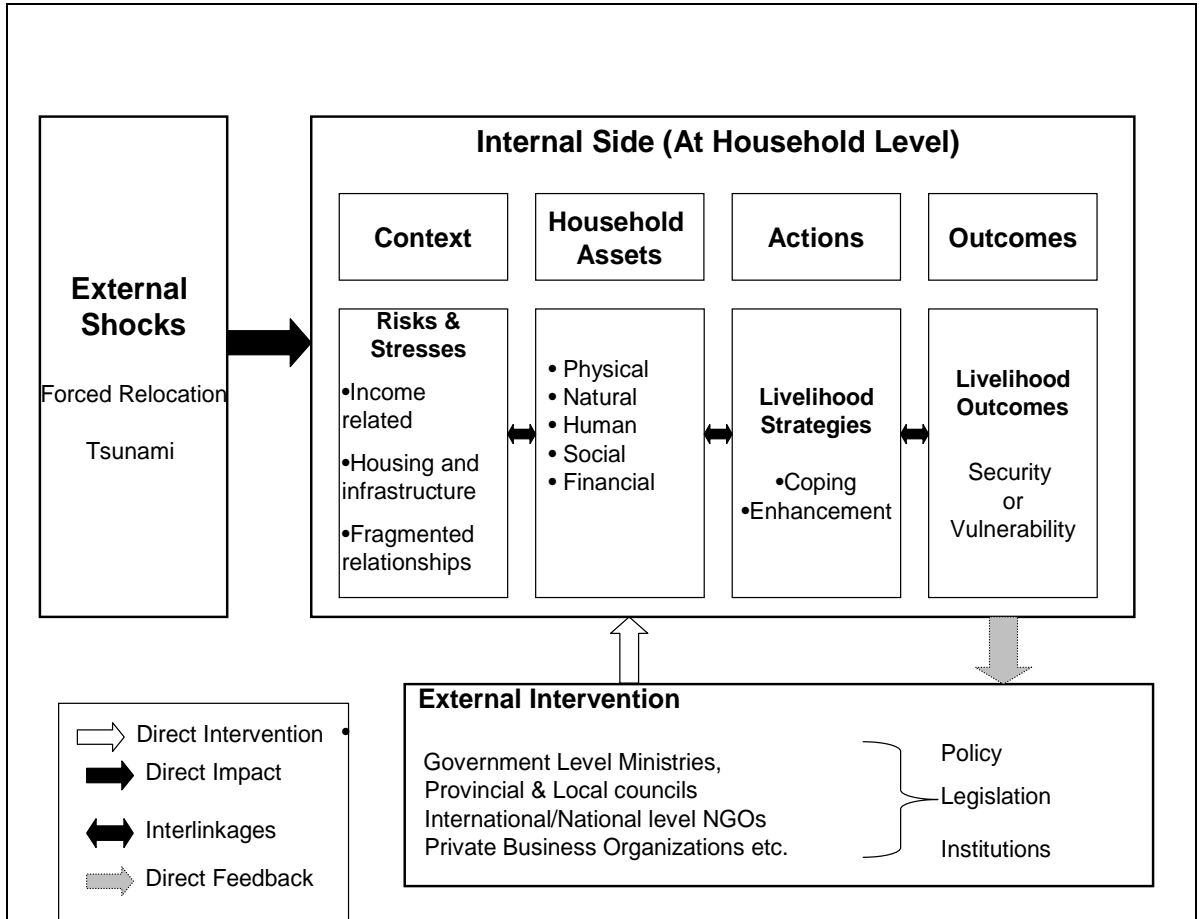 External
Shocks
Forced Relocation
Tsunami
Internal Side (At Household Level)
Context
Household
Assets
Actions
Outcomes
Risks &
Stresses
•Income
related
•Housing and
infrastructure
•Fragmented
relationships
• Physical
• Natural
• Human
• Social
• Financial
Livelihood
Strategies
•Coping
•Enhancement
Livelihood
Outcomes
Security
or
Vulnerability
External Intervention
Government Level Ministries,
Provincial & Local councils
International/National level NGOs
Private Business Organizations etc.
Policy
Legislation
Institutions
Direct Intervention •
Direct Impact
Interlinkages
Direct Feedback